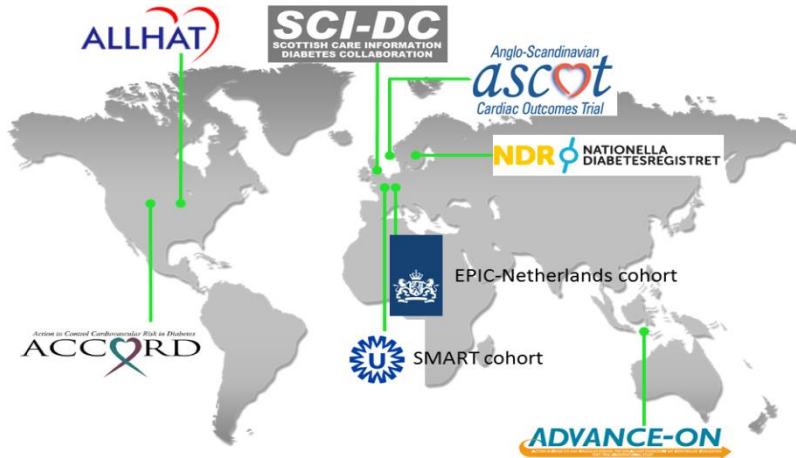 ALLHAT
SCI-DC
SCOTTISH CARE INFORMATION
DIABETES COLLABORATION
Anglo-Scandinavian
ascot
Cardiac Outcomes Trial
NDR NATIONELLA
DIABETESREGISTRET
EPIC-Netherlands cohort
Action to Control Cardiovascular Risk in Diabetes
ACCORD
U SMART cohort
ADVANCE-ON